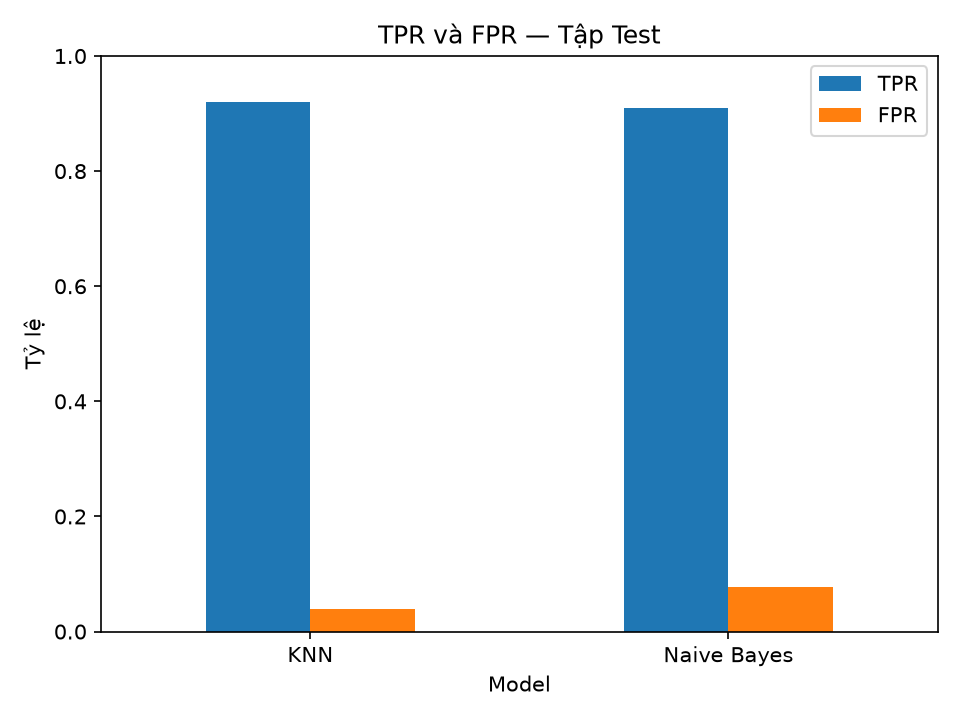 TPR và FPR — Tập Test
TPR
FPR
Tỷ lệ
1.0
0.8
0.6
0.4
0.2
0.0
KNN
Naive Bayes
Model